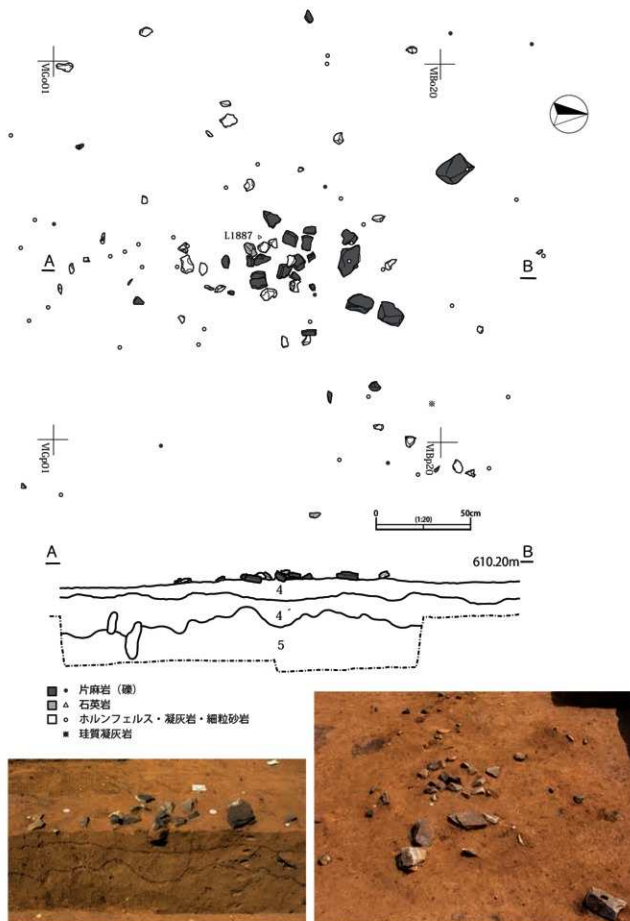 ⅥGo01
ⅥBo20
L1887
A
B
ⅥGp01
※
ⅥBp20
0 (1:20) 50cm
A
B
610.20m
4
4
5
片麻岩（礫）
石英岩
ホルンフェルス・凝灰岩・細粒砂岩
※ 珪質凝灰岩